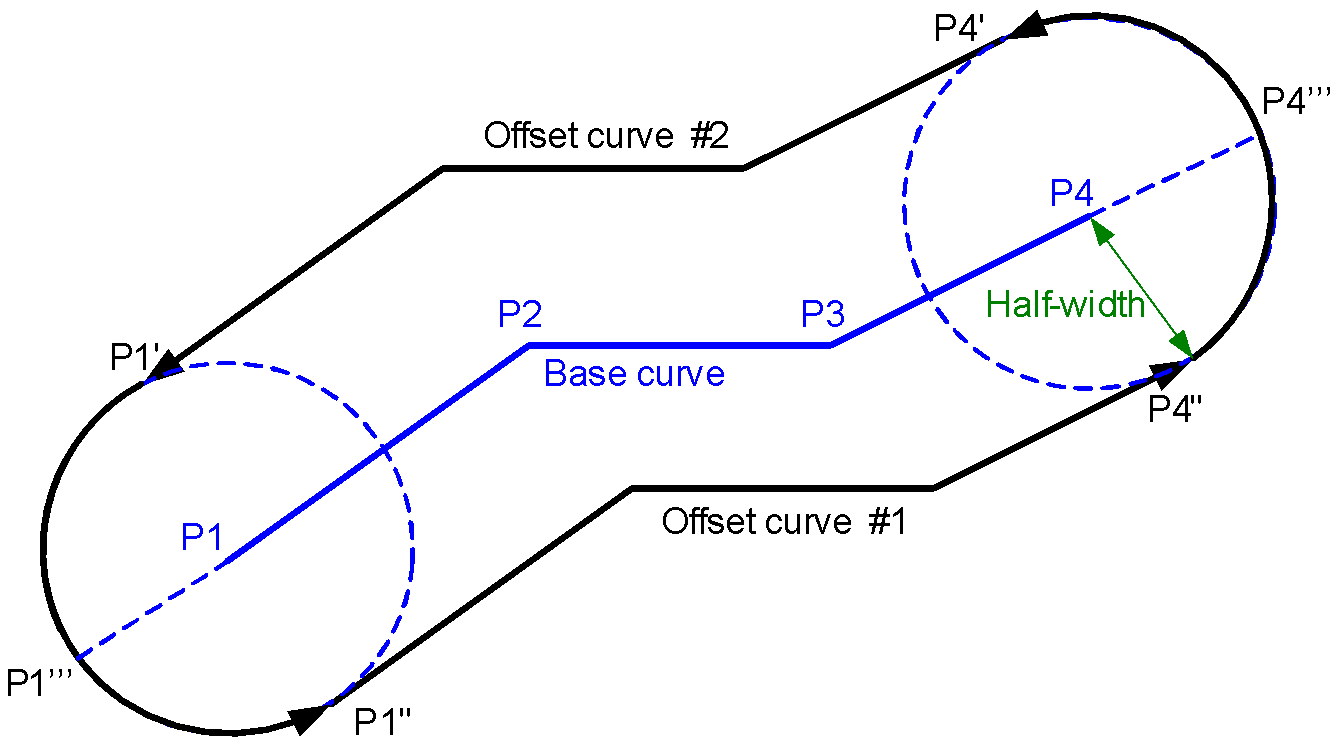 P4'
P4’’’
Offset curve #2
P4
Half-width
P2
P3
P1'
Base curve
P4"
Offset curve #1
P1
P1’’’
P1"